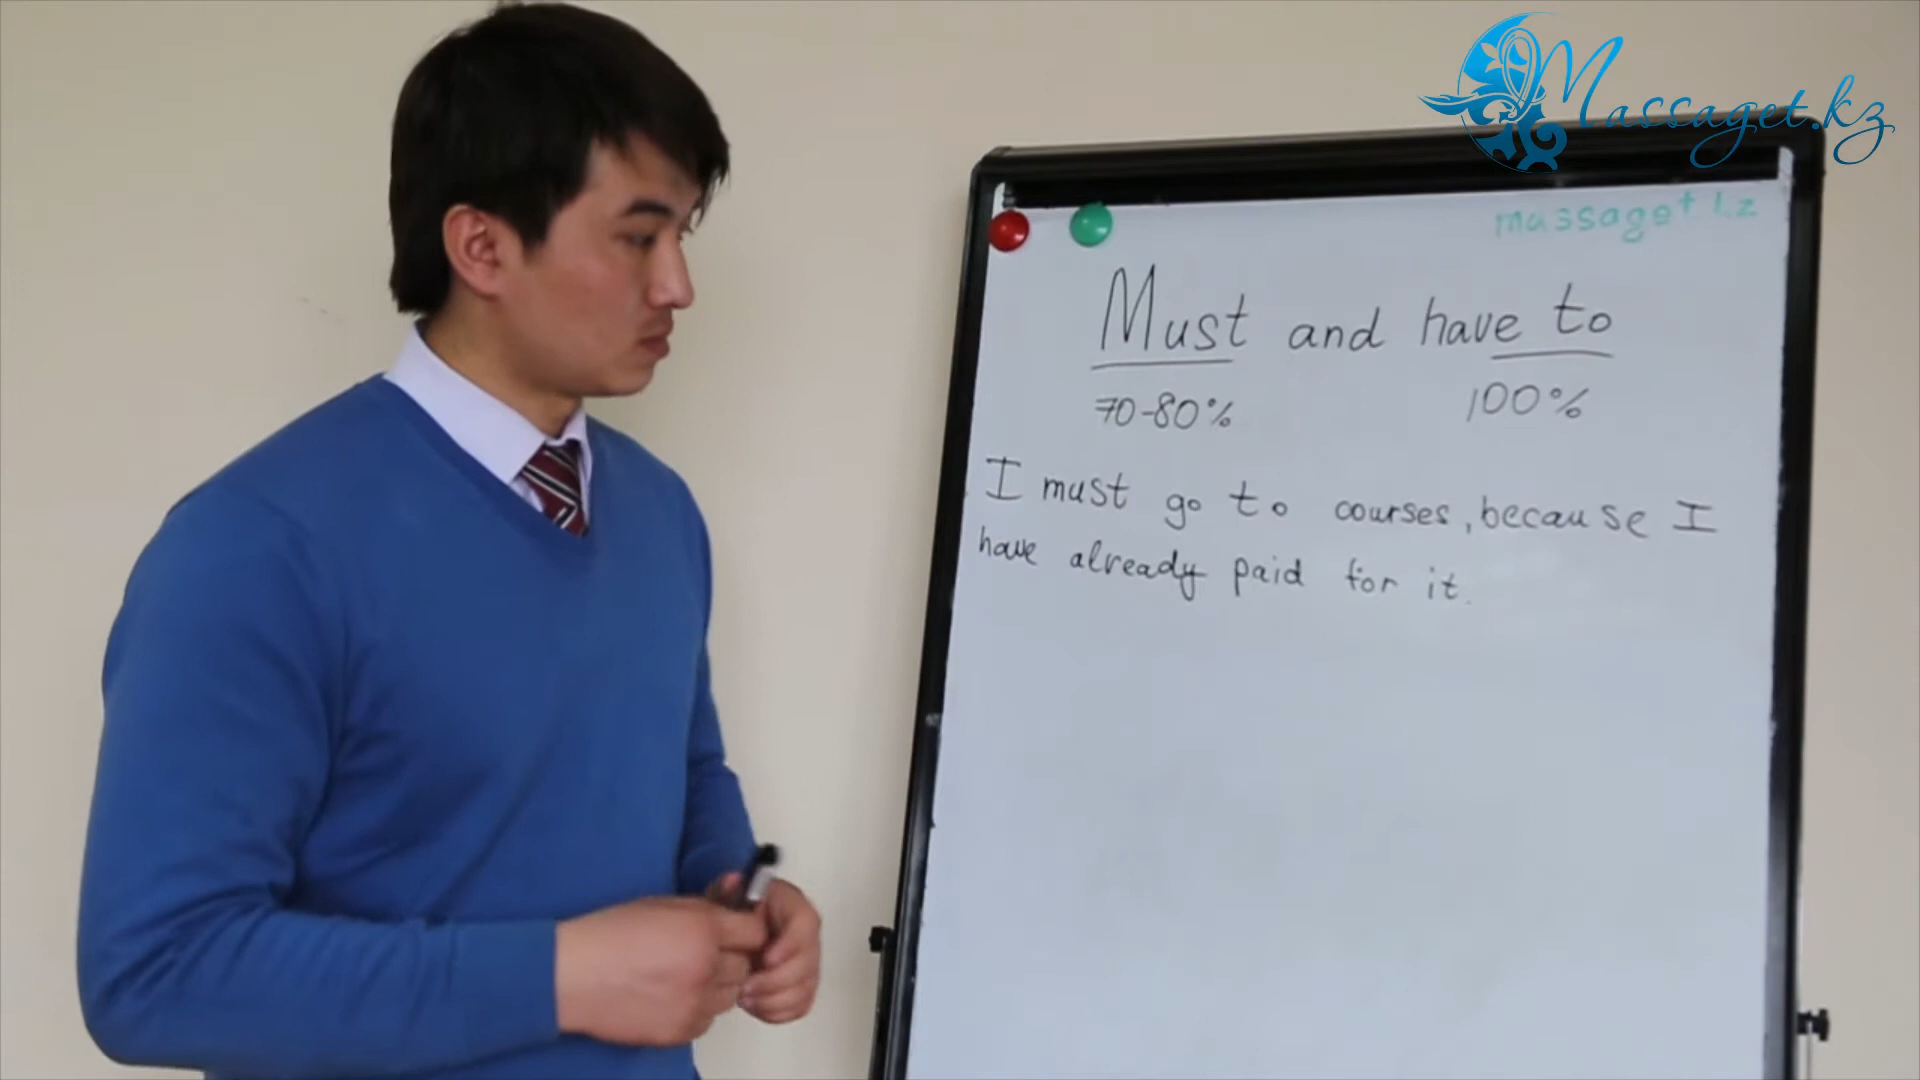 Massaget.kz
massaget kz
Must and have to
70-80% 100%
I must go to courses, because I
have already paid for it.